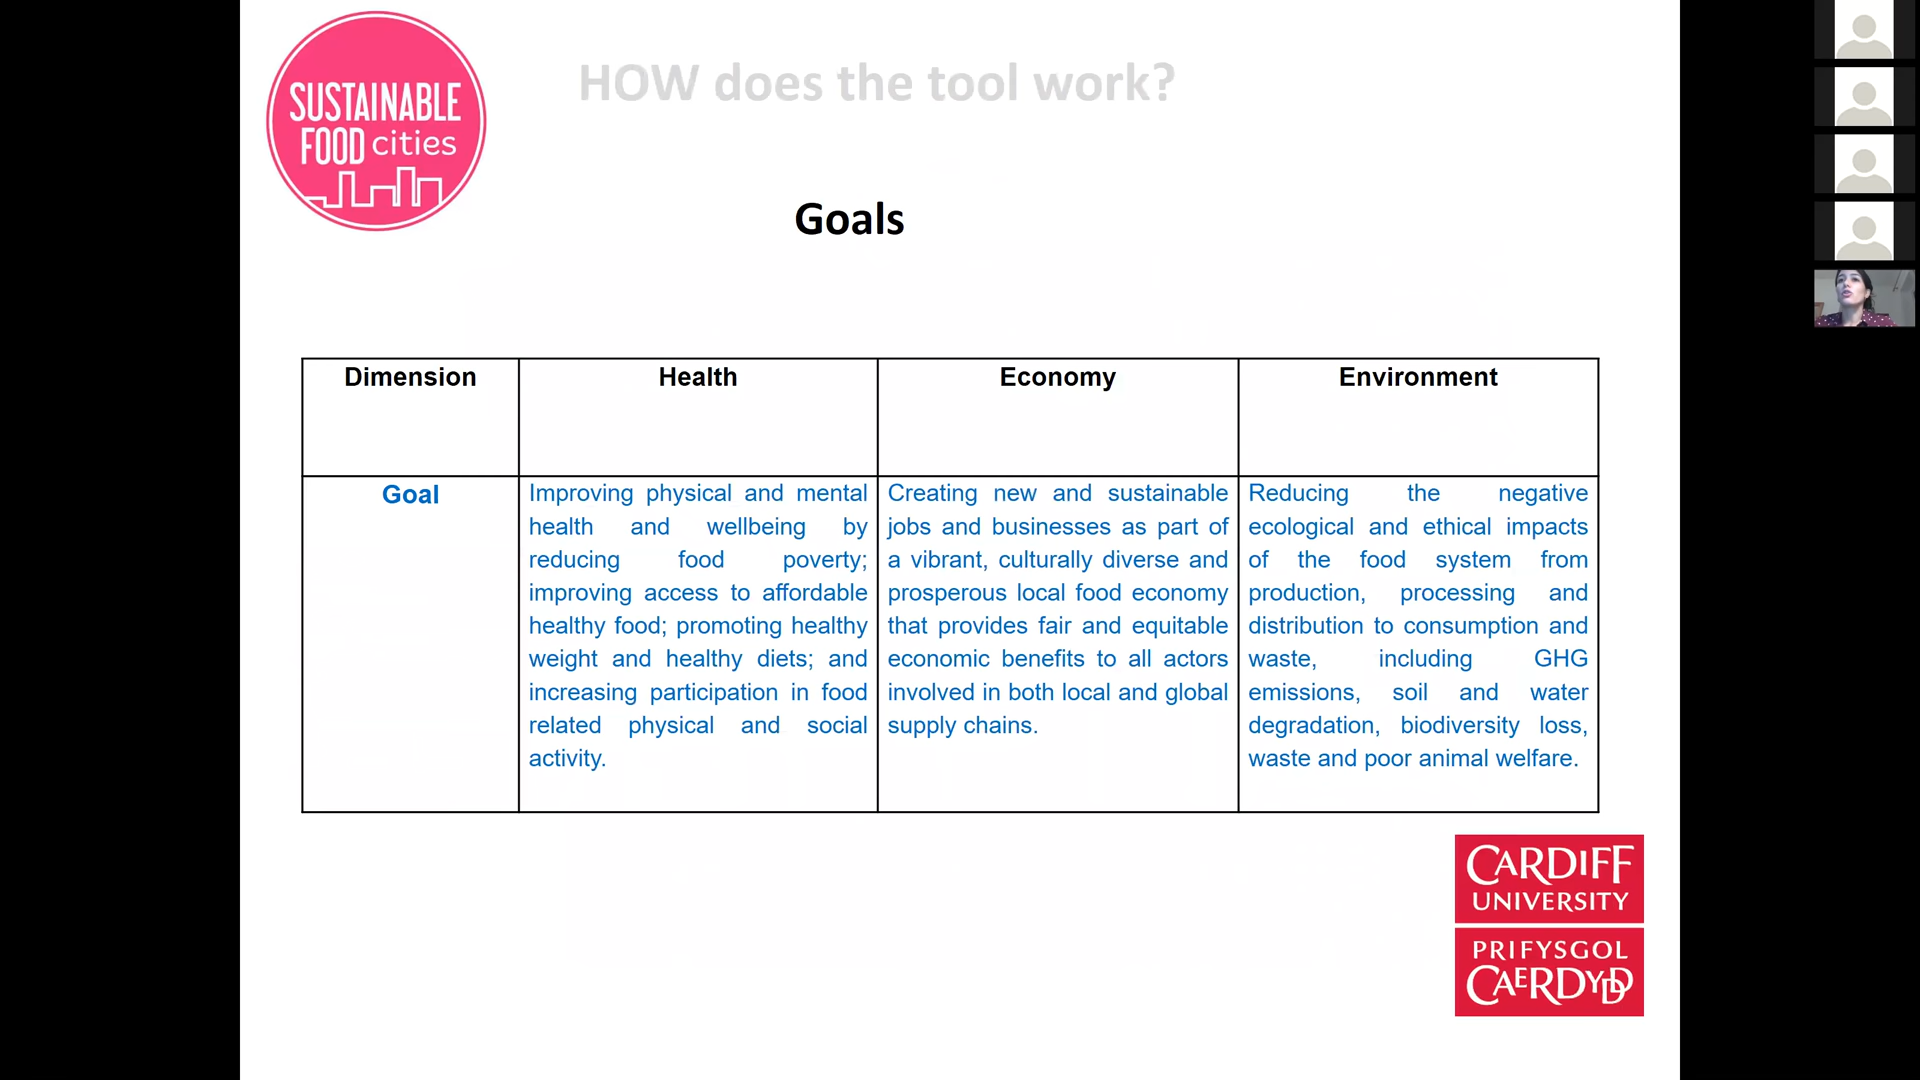 SUSTAINABLE
FOOD cities
HOW does the tool work?
Goals
Dimension
Health
Economy
Environment
Goal
Improving physical and mental
health and wellbeing by
reducing food poverty;
improving access to affordable
healthy food; promoting healthy
weight and healthy diets; and
increasing participation in food
related physical and social
activity.
Creating new and sustainable
jobs and businesses as part of
a vibrant, culturally diverse and
prosperous local food economy
that provides fair and equitable
economic benefits to all actors
involved in both local and global
supply chains.
Reducing the negative
ecological and ethical impacts
of the food system from
production, processing and
distribution to consumption and
waste, including GHG
emissions, soil and water
degradation, biodiversity loss,
waste and poor animal welfare.
CARDIFF
UNIVERSITY
PRIFYSGOL
CAERDYDD